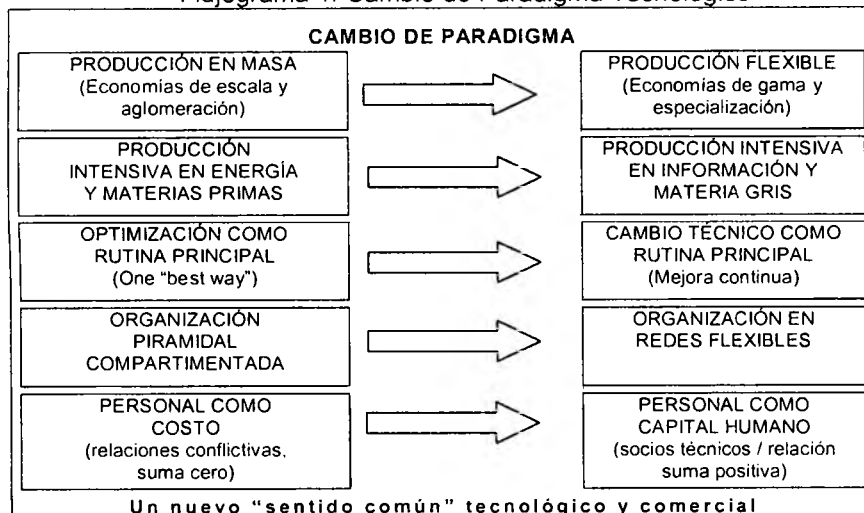 Flujograma 1. Cambio de Paradigma Tecnológico
CAMBIO DE PARADIGMA
PRODUCCIÓN EN MASA
(Economías de escala y
aglomeración)
PRODUCCIÓN FLEXIBLE
(Economías de gama y
especialización)
PRODUCCIÓN
INTENSIVA EN ENERGÍA
Y MATERIAS PRIMAS
PRODUCCIÓN INTENSIVA
EN INFORMACIÓN Y
MATERIA GRIS
OPTIMIZACIÓN COMO
RUTINA PRINCIPAL
(One “best way”)
CAMBIO TÉCNICO COMO
RUTINA PRINCIPAL
(Mejora continua)
ORGANIZACIÓN
PIRAMIDAL
COMPARTIMENTADA
ORGANIZACIÓN EN
REDES FLEXIBLES
PERSONAL COMO
COSTO
(relaciones conflictivas,
suma cero)
PERSONAL COMO
CAPITAL HUMANO
(socios técnicos / relación
suma positiva)
Un nuevo “sentido común” tecnológico y comercial